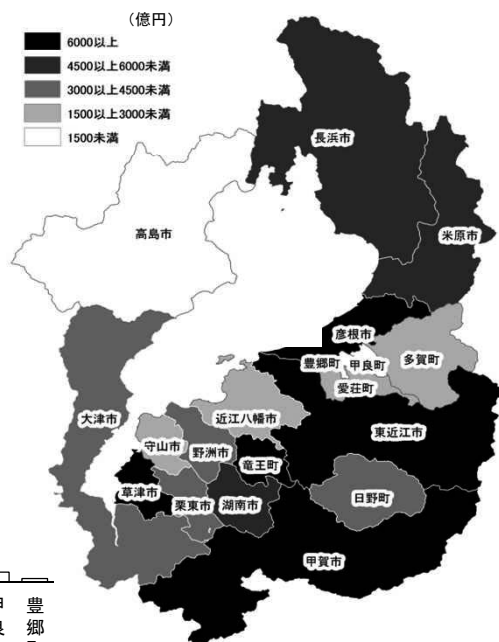 （億円）
6000以上
4500以上6000未満
3000以上4500未満
1500以上3000未満
1500未満
長浜市
米原市
高島市
彦根市
多賀町
豊郷町
甲良町
愛荘町
大津市
近江八幡市
東近江市
守山市
野洲市
竜王町
草津市
栗東市
湖南市
日野町
甲賀市
豊郷
良